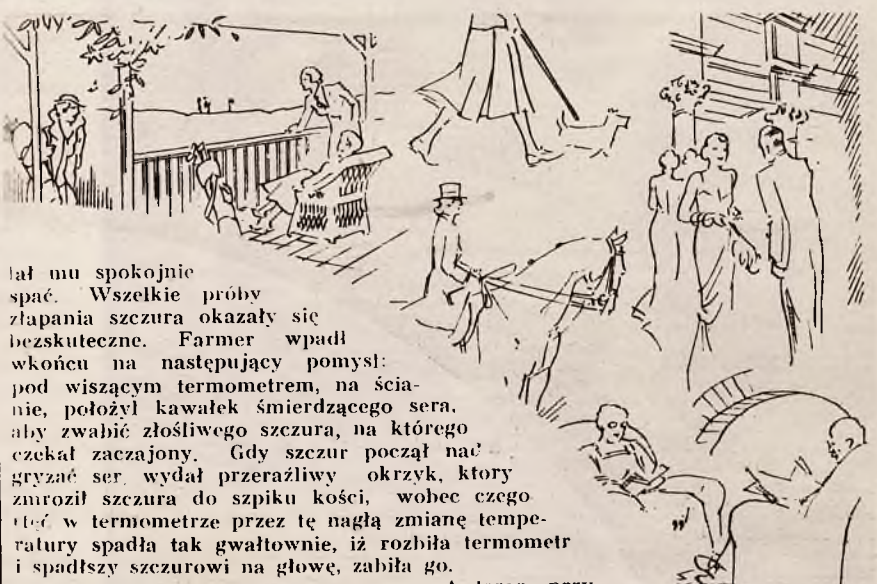 lał mu spokojnie
spać. Wszelkie próby
złapania szczura okazały się
bezskuteczne. Farmer wpadł
wkońcu na następujący pomysł:
pod wiszącym termometrem, na ścia-
nie, położył kawałek śmierdzącego sera,
aby zwabić złośliwego szczura, na którego
czekał zaczajony. Gdy szczur począł nad
gryzać ser, wydał przeraźliwy okrzyk, ktory
zmroził szczura do szpiku kości, wobec czego
rtęć w termometrze przez tę nagłą zmianę tempe-
ratury spadła tak gwałtownie, iż rozbiła termometr
i spadłszy szczurowi na głowę, zabiła go.